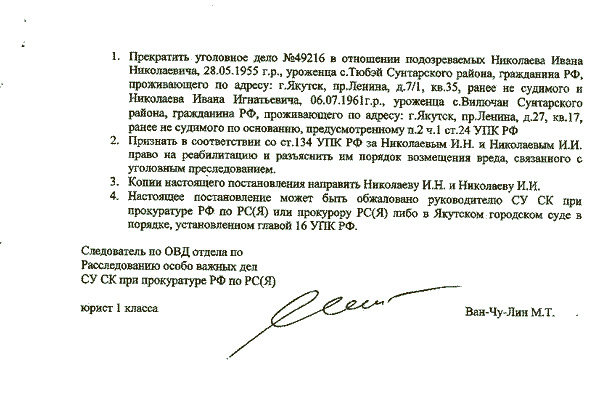 1. Прекратить уголовное дело №49216 в отношении подозреваемых Николаева Ивана
Николаевича, 28.05.1955 г.р., уроженца с.Тюбэй Сунтарского района, гражданина РФ,
проживающего по адресу: г.Якутск, пр.Ленина, д.7/1, кв.35, ранее не судимого и
Николаева Ивана Игнатьевича, 06.07.1961г.р., уроженца с.Вилючан Сунтарского
района, гражданина РФ, проживающего по адресу: г.Якутск, пр.Ленина, д.27, кв.17,
ранее не судимого по основанию, предусмотренному п.2 ч.1 ст.24 УПК РФ
2. Признать в соответствии со ст.134 УПК РФ за Николаевым И.Н. и Николаевым И.И.
право на реабилитацию и разъяснить им порядок возмещения вреда, связанного с
уголовным преследованием.
3. Копии настоящего постановления направить Николаеву И.Н. и Николаеву И.И.
4. Настоящее постановление может быть обжаловано руководителю СУ СК при
прокуратуре РФ по РС(Я) или прокурору РС(Я) либо в Якутском городском суде в
порядке, установленном главой 16 УПК РФ.
Следователь по ОВД отдела по
Расследованию особо важных дел
СУ СК при прокуратуре РФ по РС(Я)
юрист 1 класса
Ван-Чу-Лин М.Т.